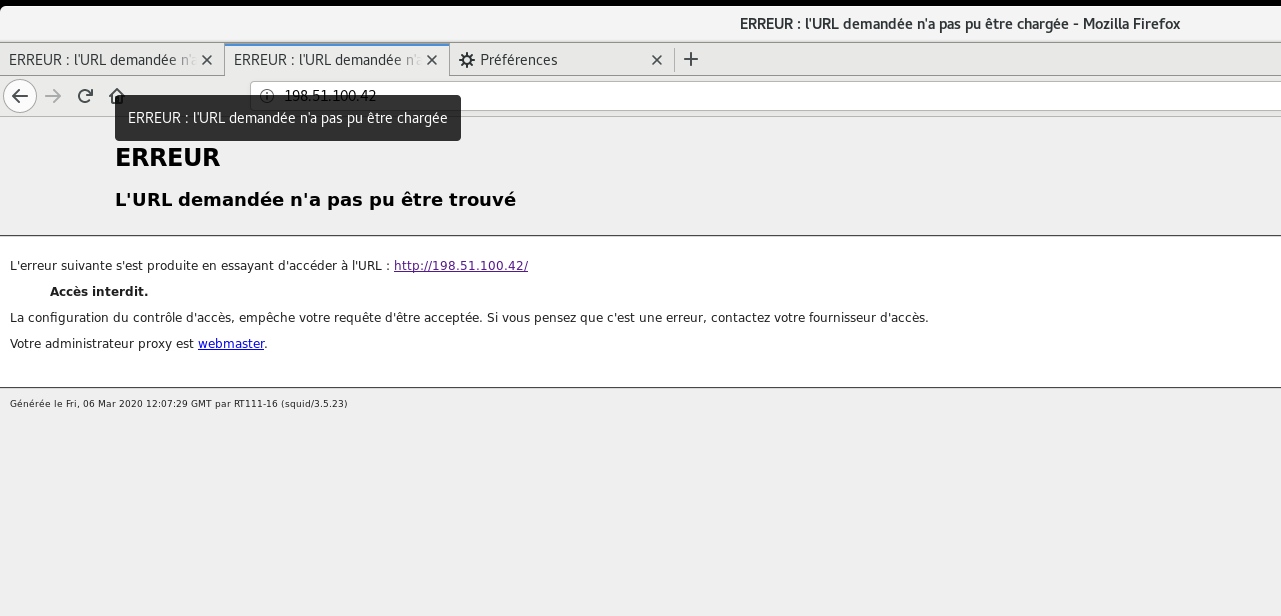 ERREUR : l'URL demandée n'a pas pu être chargée - Mozilla Firefox
ERREUR : l'URL demandée n'a
ERREUR : l'URL demandée n'a
Préférences
198.51.100.42
ERREUR : l'URL demandée n'a pas pu être chargée
ERREUR
L'URL demandée n'a pas pu être trouvé
L'erreur suivante s'est produite en essayant d'accéder à l'URL : http://198.51.100.42/
Accès interdit.
La configuration du contrôle d'accès, empêche votre requête d'être acceptée. Si vous pensez que c'est une erreur, contactez votre fournisseur d'accès.
Votre administrateur proxy est webmaster.
Générée le Fri, 06 Mar 2020 12:07:29 GMT par RT111-16 (squid/3.5.23)